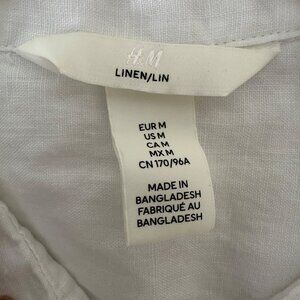 H&M
LINEN/LIN
EUR M
US M
CA M
MX M
CN 170/96A
MADE IN
BANGLADESH
FABRIQUÉ AU
BANGLADESH